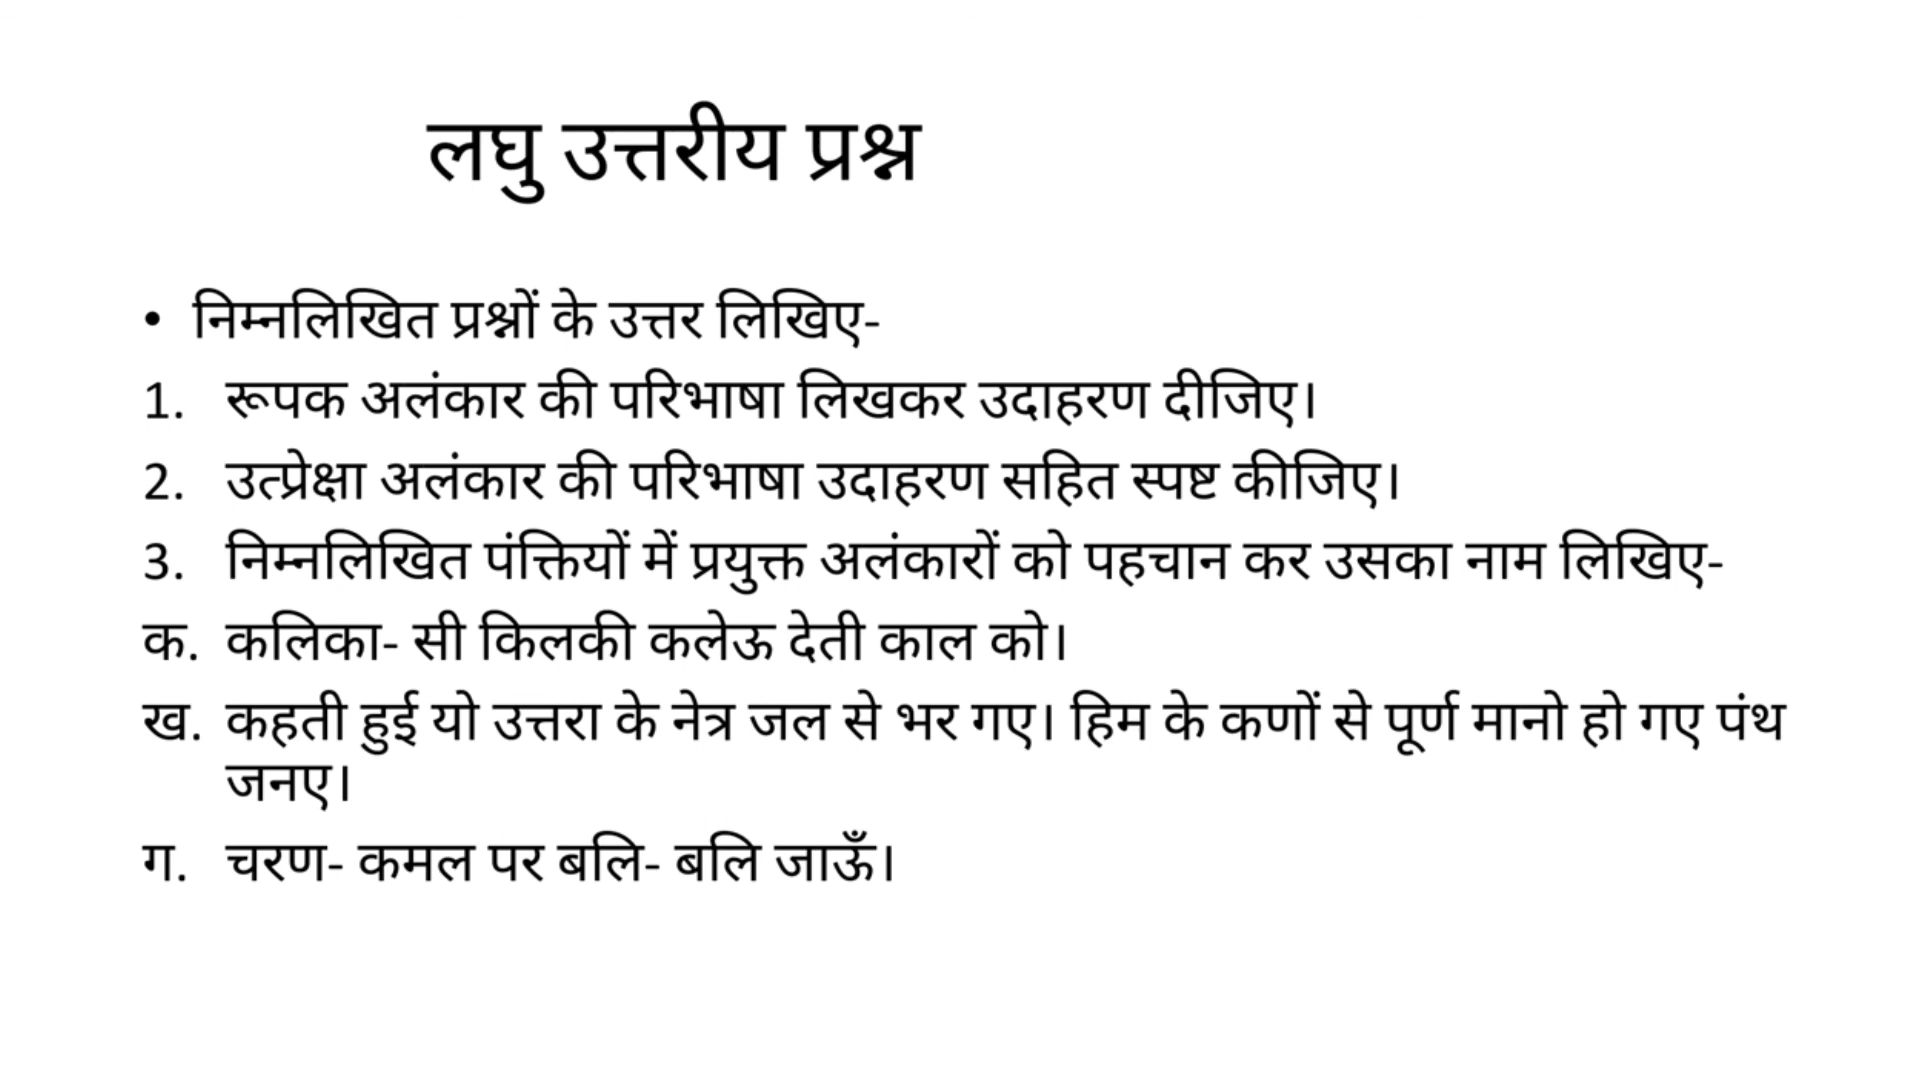 लघु उत्तरीय प्रश्न
• निम्नलिखित प्रश्नों के उत्तर लिखिए-
1. रूपक अलंकार की परिभाषा लिखकर उदाहरण दीजिए।
2. उत्प्रेक्षा अलंकार की परिभाषा उदाहरण सहित स्पष्ट कीजिए।
3. निम्नलिखित पंक्तियों में प्रयुक्त अलंकारों को पहचान कर उसका नाम लिखिए-
क. कलिका- सी किलकी कलेऊ देती काल को।
ख. कहती हुई यो उत्तरा के नेत्र जल से भर गए। हिम के कणों से पूर्ण मानो हो गए पंथ
जनए।
ग. चरण- कमल पर बलि- बलि जाऊँ।